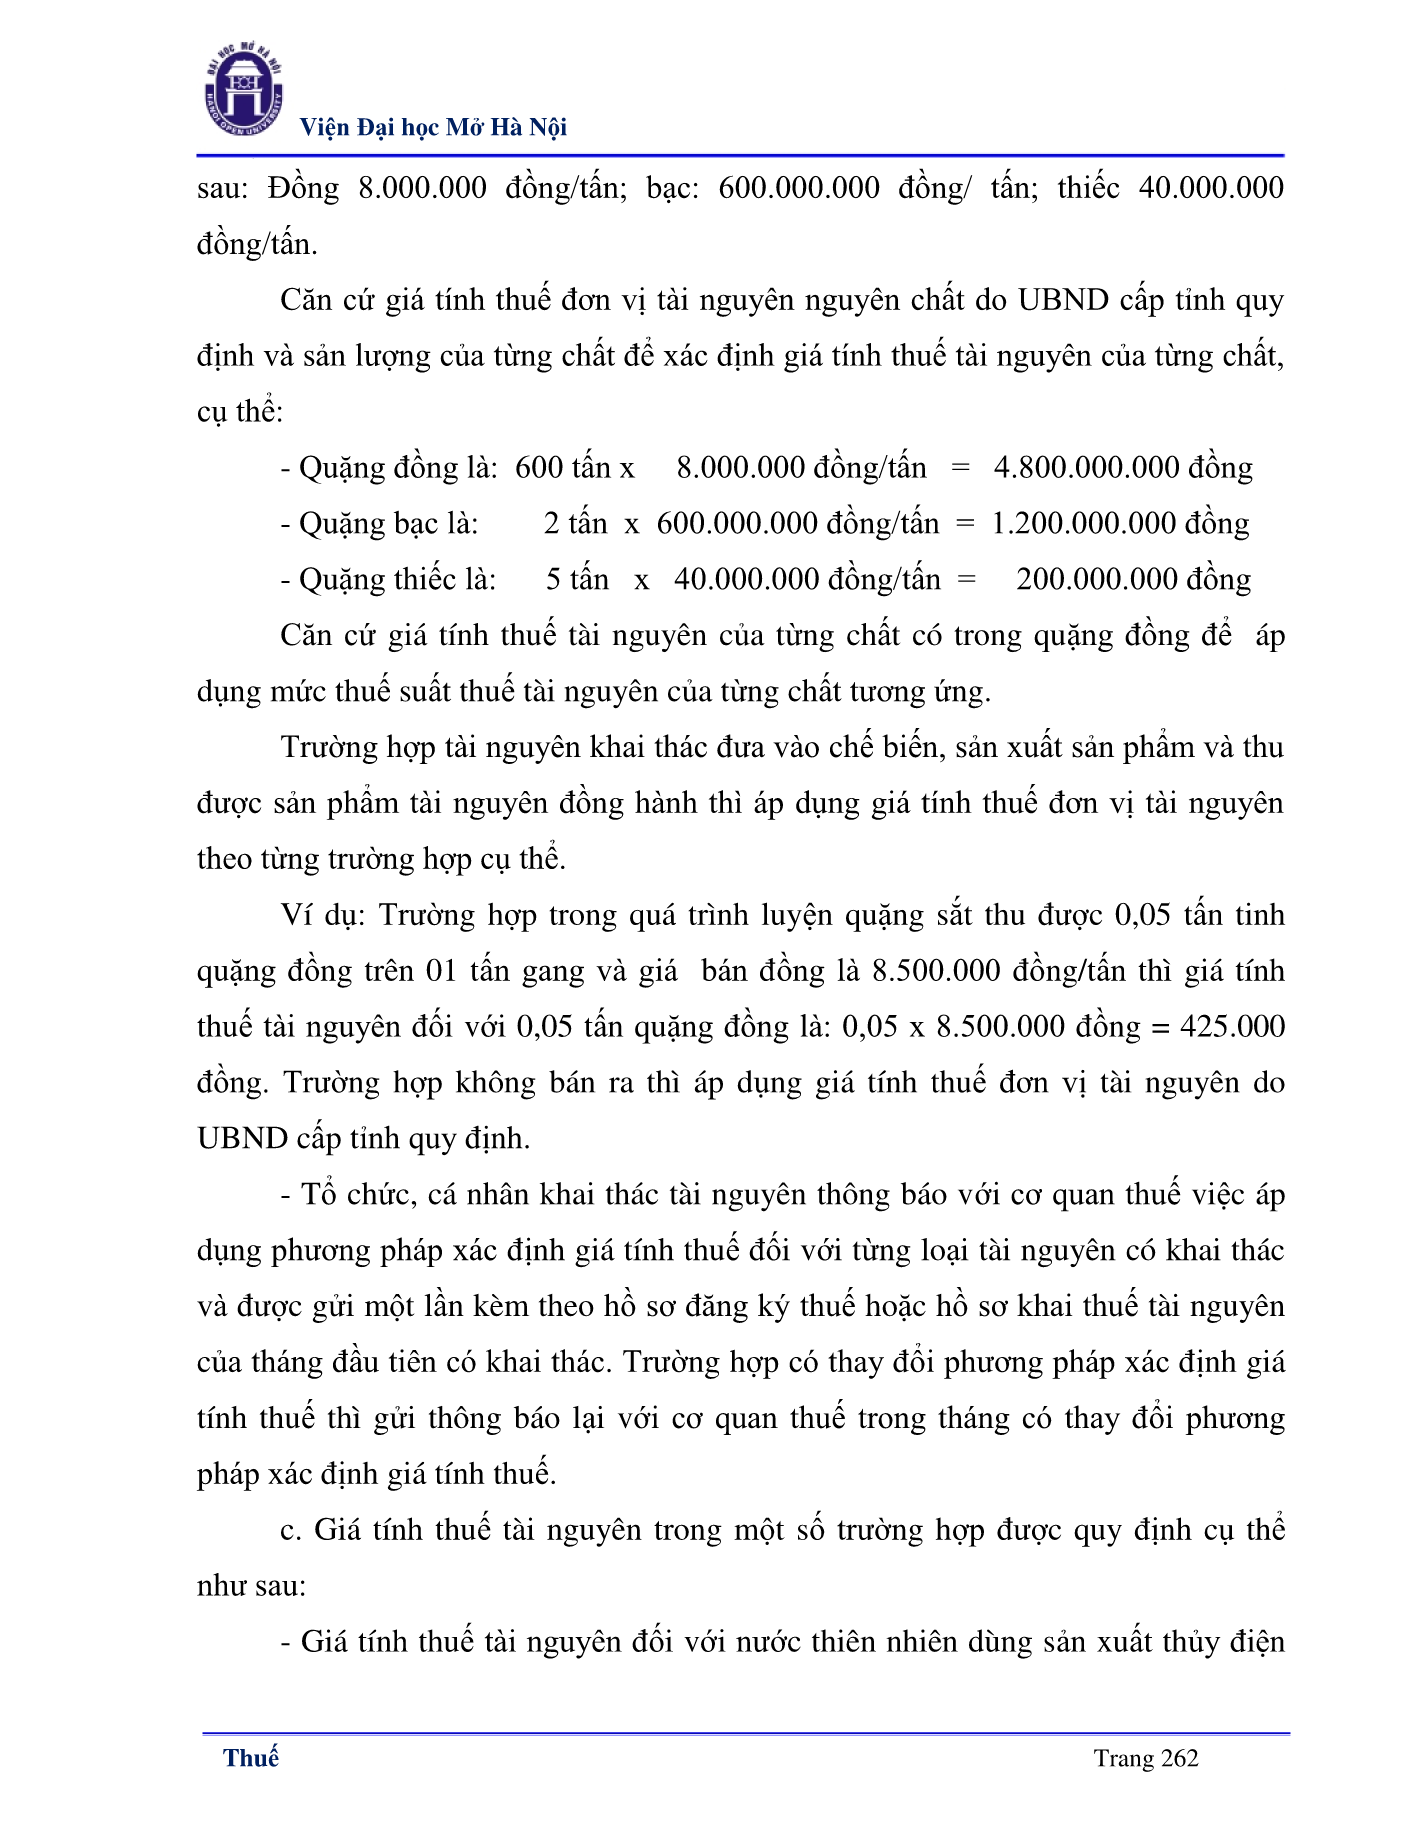 ĐẠI HỌC MỞ HÀ NỘI
HANOI OPEN UNIVERSITY
Viện Đại học Mở Hà Nội
sau: Đồng 8.000.000 đồng/tấn; bạc: 600.000.000 đồng/ tấn; thiếc 40.000.000
đồng/tấn.
Căn cứ giá tính thuế đơn vị tài nguyên nguyên chất do UBND cấp tỉnh quy
định và sản lượng của từng chất để xác định giá tính thuế tài nguyên của từng chất,
cụ thể:
- Quặng đồng là: 600 tấn x 8.000.000 đồng/tấn = 4.800.000.000 đồng
- Quặng bạc là: 2 tấn x 600.000.000 đồng/tấn = 1.200.000.000 đồng
- Quặng thiếc là: 5 tấn x 40.000.000 đồng/tấn = 200.000.000 đồng
Căn cứ giá tính thuế tài nguyên của từng chất có trong quặng đồng để áp
dụng mức thuế suất thuế tài nguyên của từng chất tương ứng.
Trường hợp tài nguyên khai thác đưa vào chế biến, sản xuất sản phẩm và thu
được sản phẩm tài nguyên đồng hành thì áp dụng giá tính thuế đơn vị tài nguyên
theo từng trường hợp cụ thể.
Ví dụ: Trường hợp trong quá trình luyện quặng sắt thu được 0,05 tấn tinh
quặng đồng trên 01 tấn gang và giá bán đồng là 8.500.000 đồng/tấn thì giá tính
thuế tài nguyên đối với 0,05 tấn quặng đồng là: 0,05 x 8.500.000 đồng = 425.000
đồng. Trường hợp không bán ra thì áp dụng giá tính thuế đơn vị tài nguyên do
UBND cấp tỉnh quy định.
- Tổ chức, cá nhân khai thác tài nguyên thông báo với cơ quan thuế việc áp
dụng phương pháp xác định giá tính thuế đối với từng loại tài nguyên có khai thác
và được gửi một lần kèm theo hồ sơ đăng ký thuế hoặc hồ sơ khai thuế tài nguyên
của tháng đầu tiên có khai thác. Trường hợp có thay đổi phương pháp xác định giá
tính thuế thì gửi thông báo lại với cơ quan thuế trong tháng có thay đổi phương
pháp xác định giá tính thuế.
c. Giá tính thuế tài nguyên trong một số trường hợp được quy định cụ thể
như sau:
- Giá tính thuế tài nguyên đối với nước thiên nhiên dùng sản xuất thủy điện
Thuế Trang 262